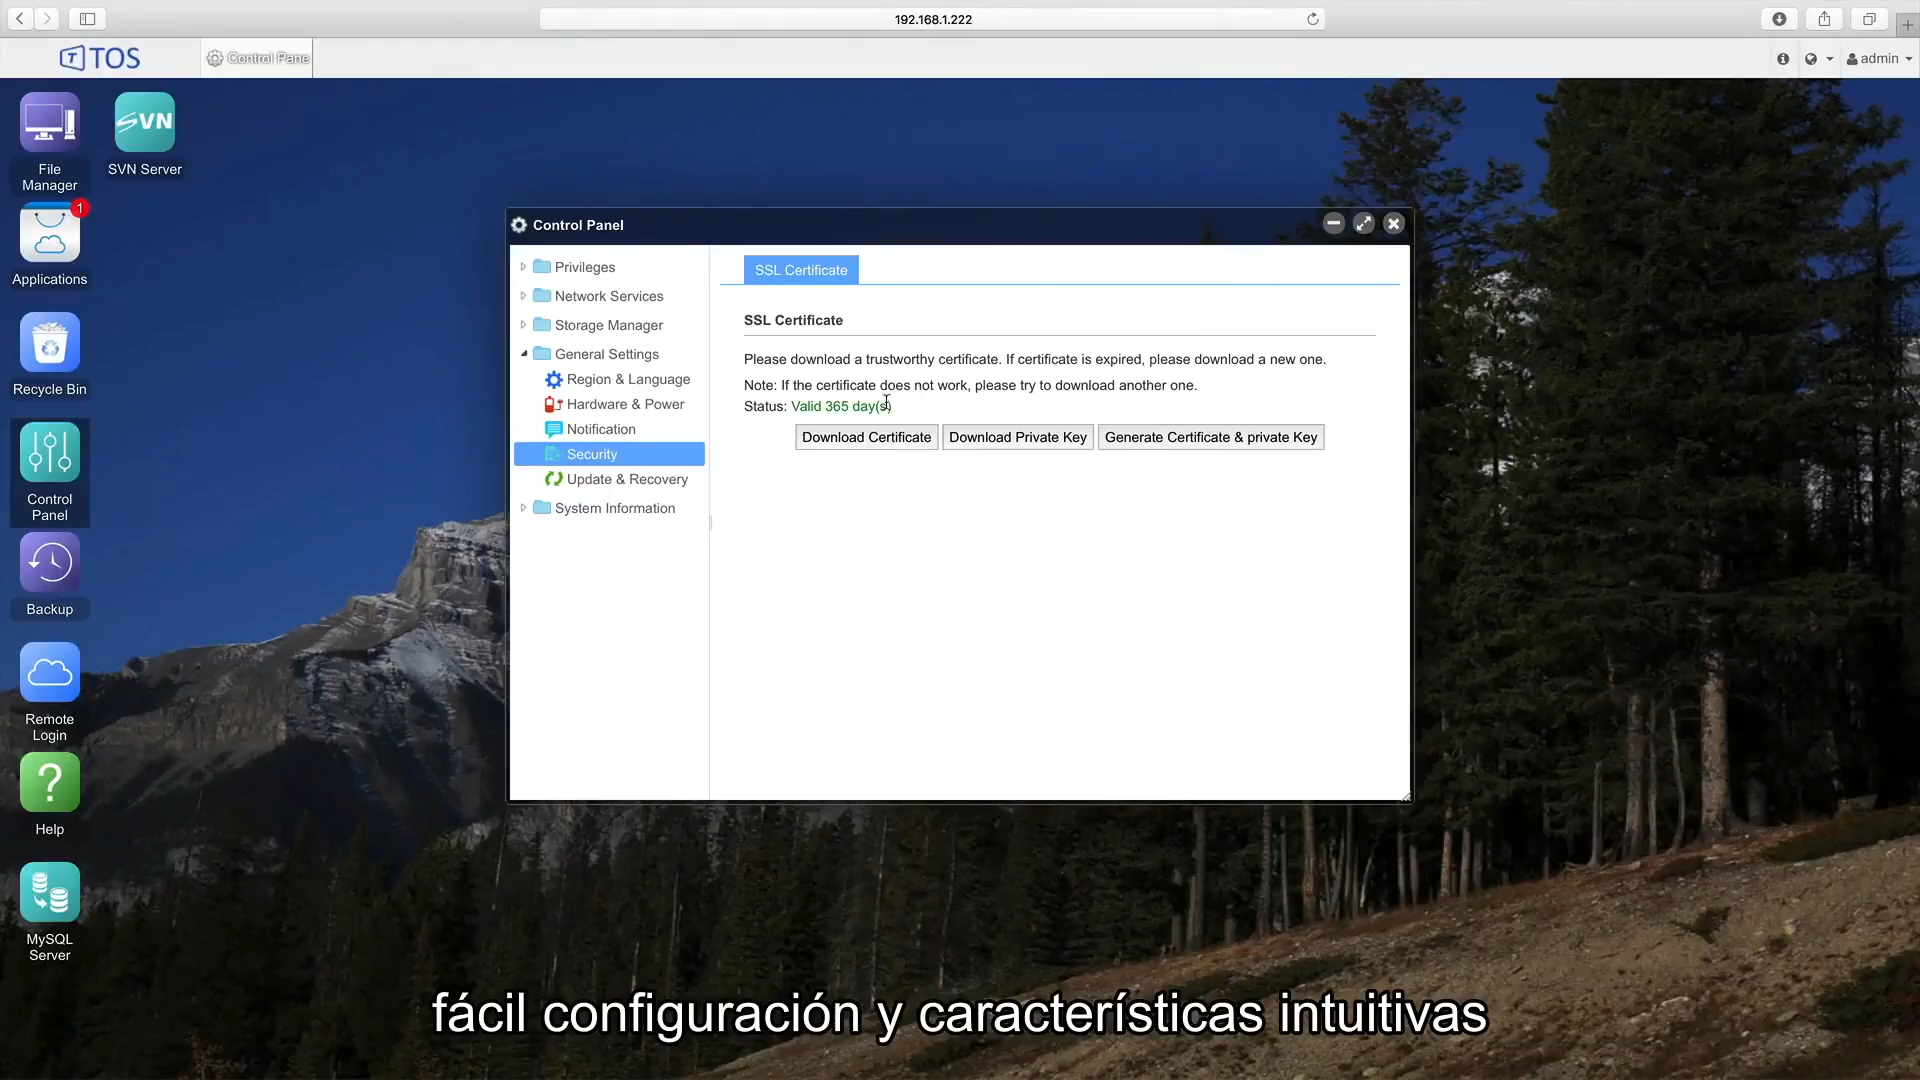 192.168.1.222
TOS
Control Pane
admin
File
Manager
SVN
SVN Server
1
Applications
Recycle Bin
Control
Panel
Backup
Remote
Login
?
Help
MySQL
Server
Control Panel
Privileges
Network Services
Storage Manager
General Settings
Region & Language
Hardware & Power
Notification
Security
Update & Recovery
System Information
SSL Certificate
SSL Certificate
Please download a trustworthy certificate. If certificate is expired, please download a new one.
Note: If the certificate does not work, please try to download another one.
Status: Valid 365 day(s)
Download Certificate
Download Private Key
Generate Certificate & private Key
fácil configuración y características intuitivas